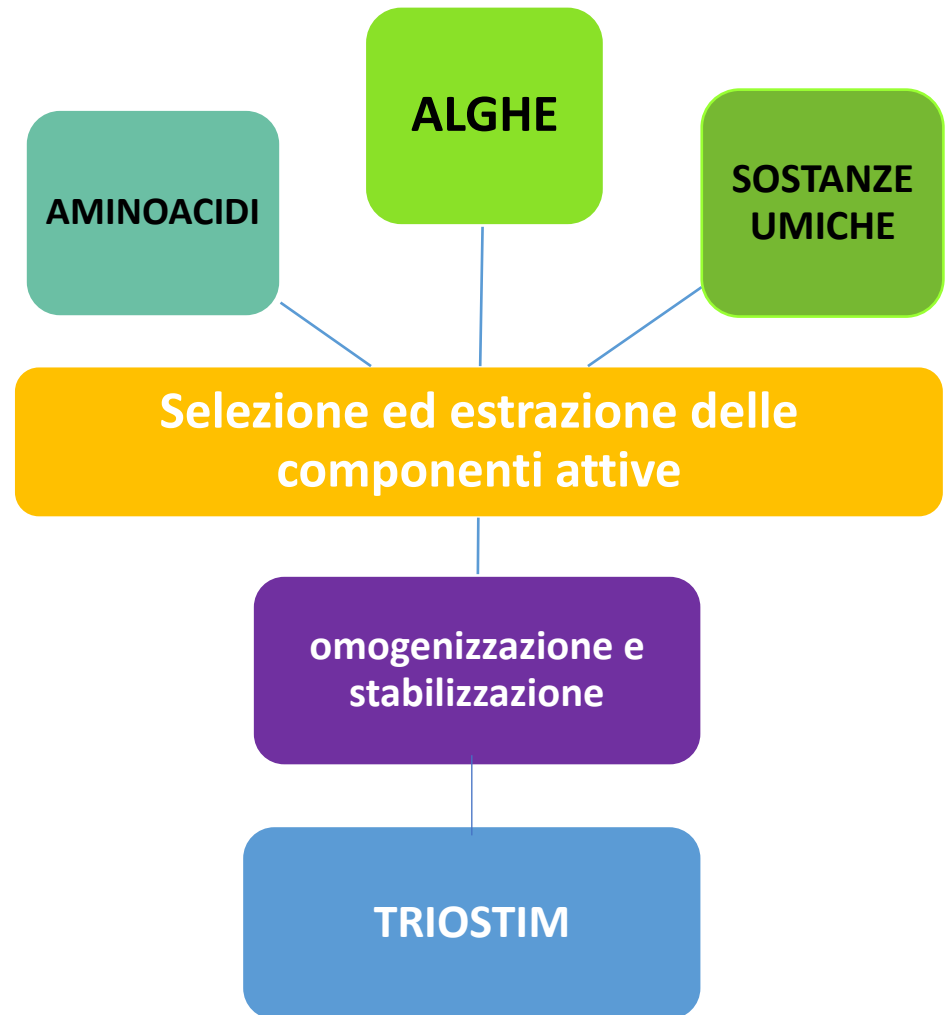 ALGHE
AMINOACIDI
SOSTANZE
UMICHE
Selezione ed estrazione delle
componenti attive
omogenizzazione e
stabilizzazione
TRIOSTIM